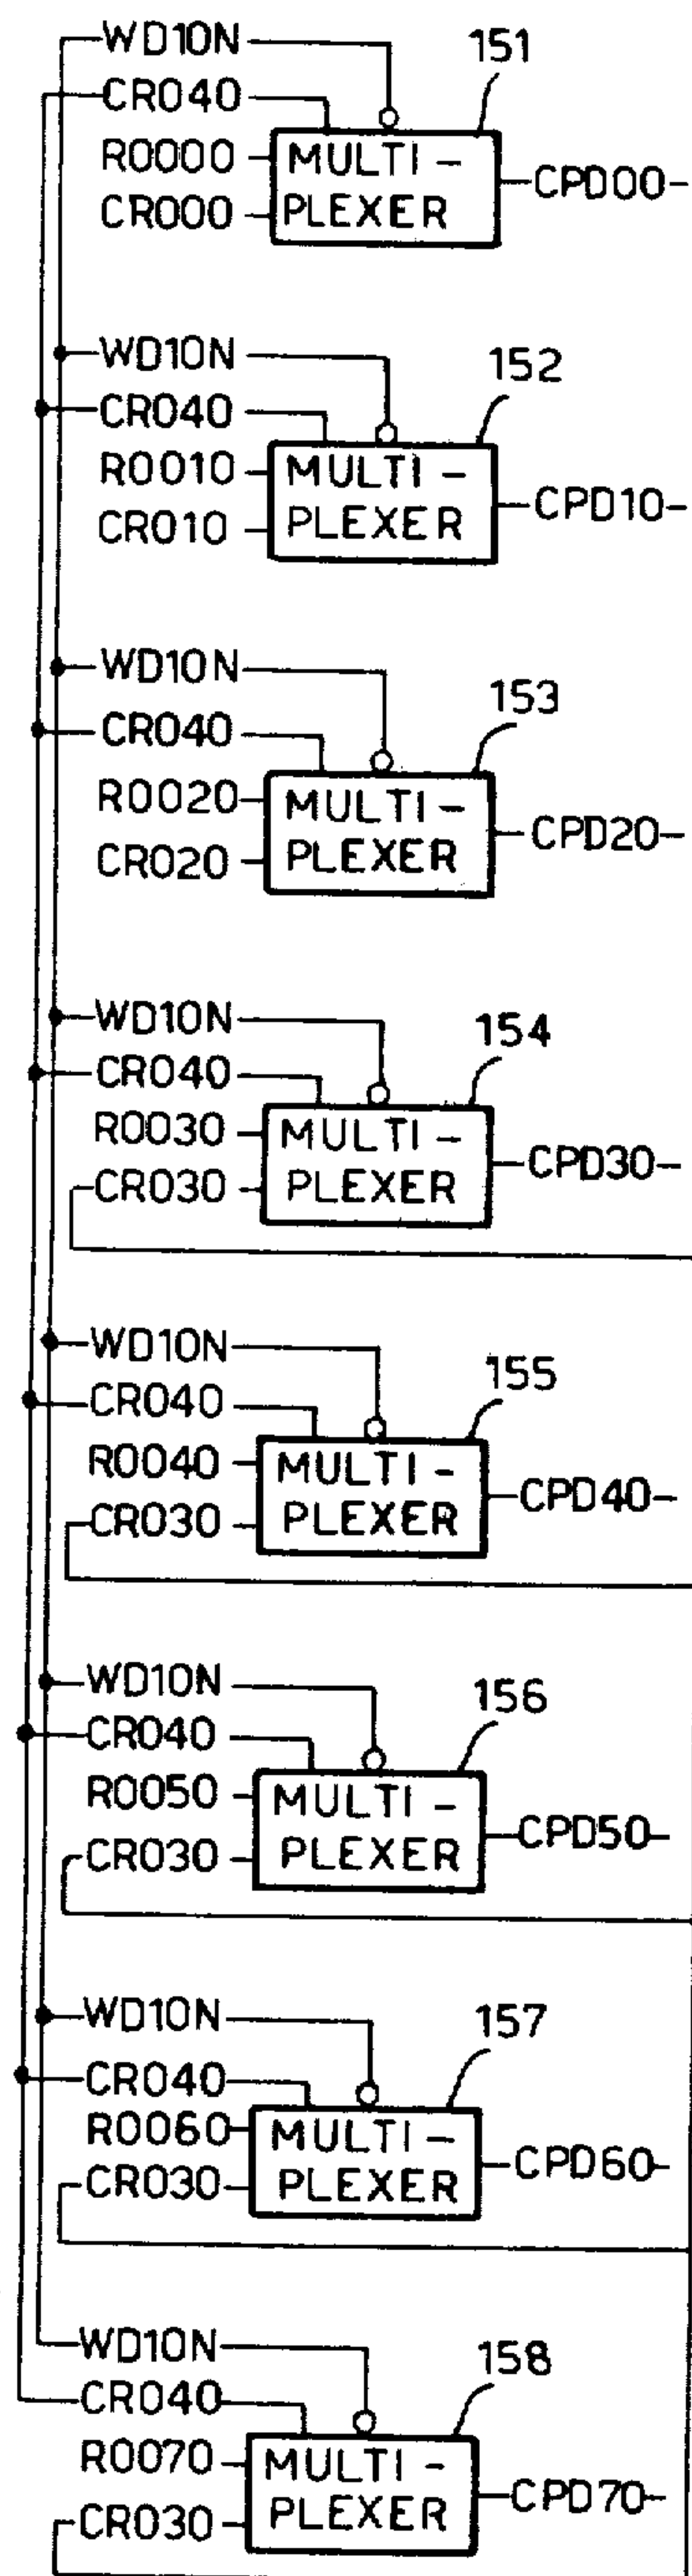 WD10N
151
CR040
R0000
MULTI-
CPD00
CR000
PLEXER
WD10N
152
CR040
R0010
MULTI-
CPD10
CR010
PLEXER
WD10N
153
CR040
R0020
MULTI-
CPD20
CR020
PLEXER
WD10N
154
CR040
R0030
MULTI-
CPD30
CR030
PLEXER
WD10N
155
CR040
R0040
MULTI-
CPD40
CR030
PLEXER
WD10N
156
CR040
R0050
MULTI-
CPD50
CR030
PLEXER
WD10N
157
CR040
R0060
MULTI-
CPD60
CR030
PLEXER
WD10N
158
CR040
R0070
MULTI-
CPD70
CR030
PLEXER